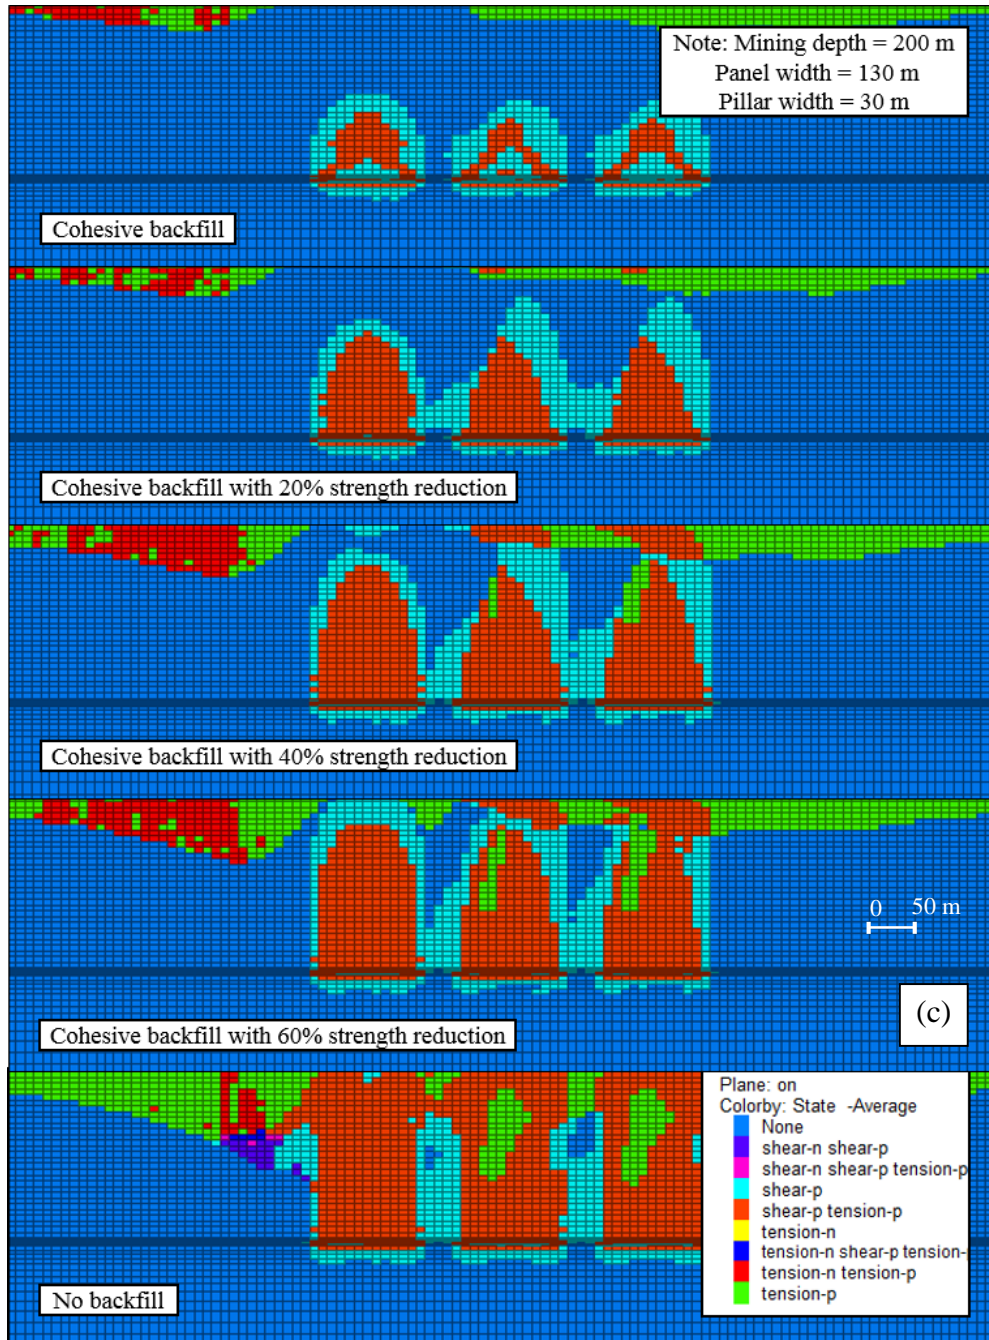 Note: Mining depth = 200 m
Panel width = 130 m
Pillar width = 30 m
Cohesive backfill
Cohesive backfill with 20% strength reduction
Cohesive backfill with 40% strength reduction
0 50 m
(c)
Cohesive backfill with 60% strength reduction
Plane: on
Colorby: State -Average
None
shear-n shear-p
shear-n shear-p tension-p
shear-p
shear-p tension-p
tension-n
tension-n shear-p tension-
tension-n tension-p
tension-p
No backfill